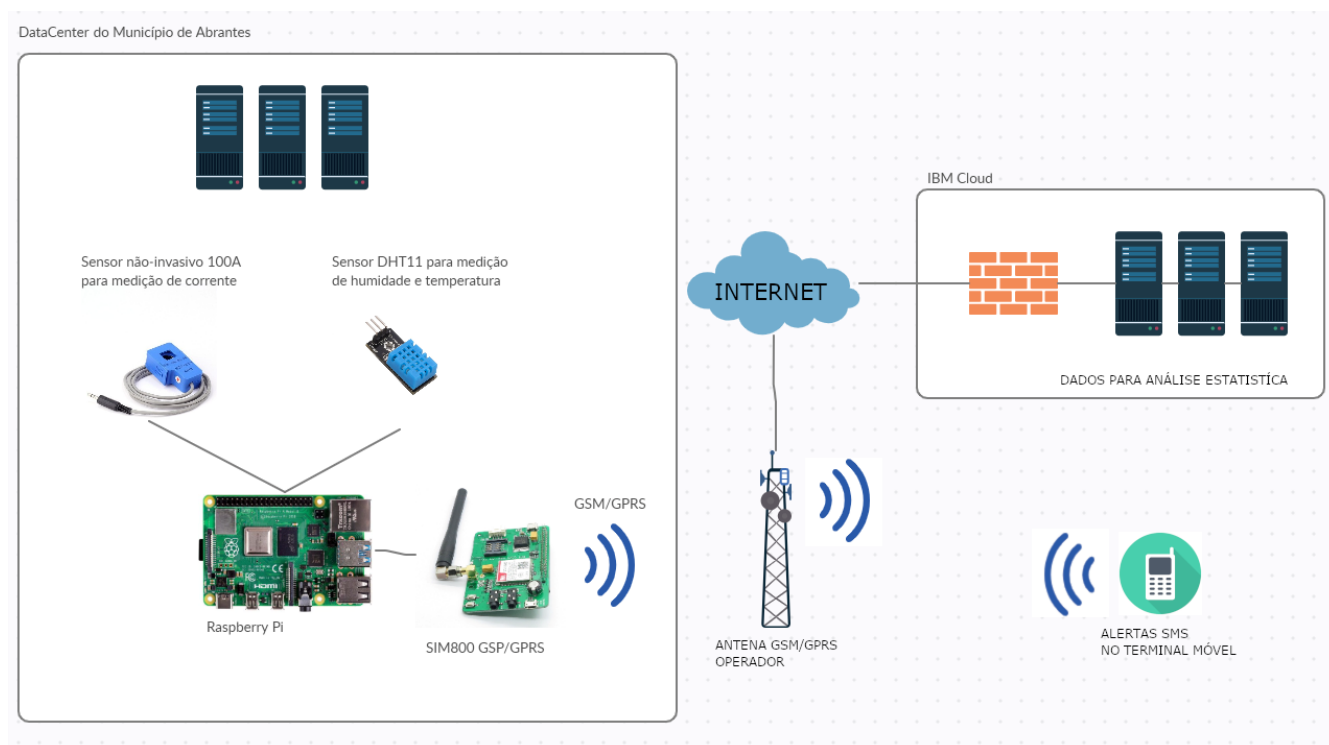 DataCenter do Município de Abrantes
IBM Cloud
Sensor não-invasivo 100A
para medição de corrente
Sensor DHT11 para medição
de humidade e temperatura
INTERNET
DADOS PARA ANÁLISE ESTATISTÍCA
GSM/GPRS
HDMI
Raspberry Pi
SIM800 GSP/GPRS
ANTENA GSM/GPRS
OPERADOR
ALERTAS SMS
NO TERMINAL MÓVEL